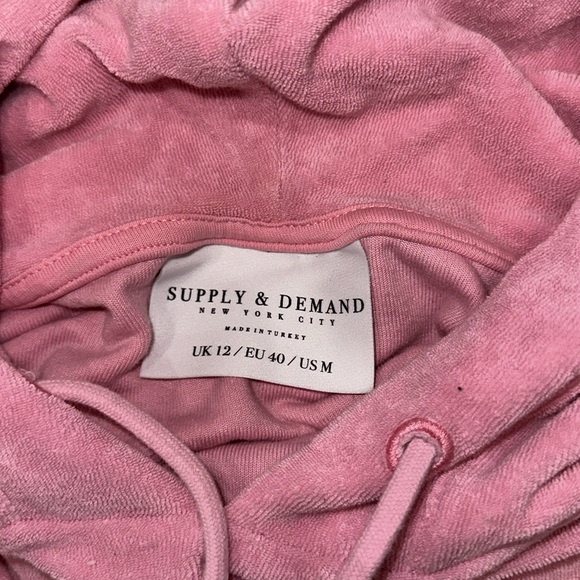 SUPPLY & DEMAND
NEW YORK CITY
MADE IN TURKEY
UK 12 / EU 40 / US M